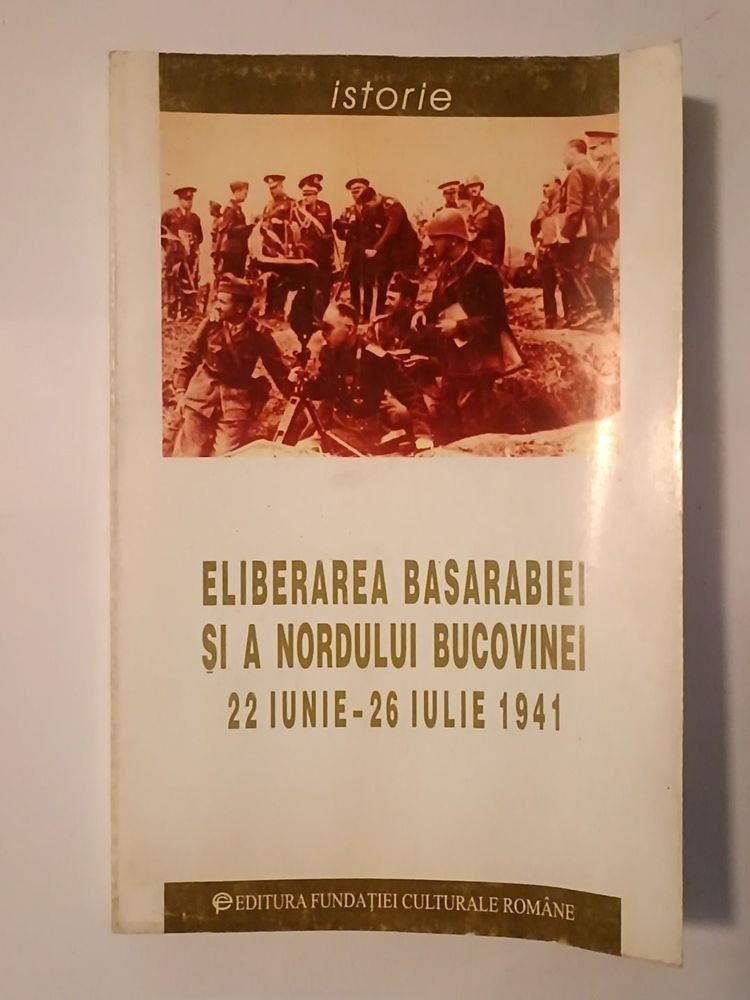 istorie
ELIBERAREA BASARABIEI
ȘI A NORDULUI BUCOVINEI
22 IUNIE-26 IULIE 1941
EDITURA FUNDAȚIEI CULTURALE ROMÂNE